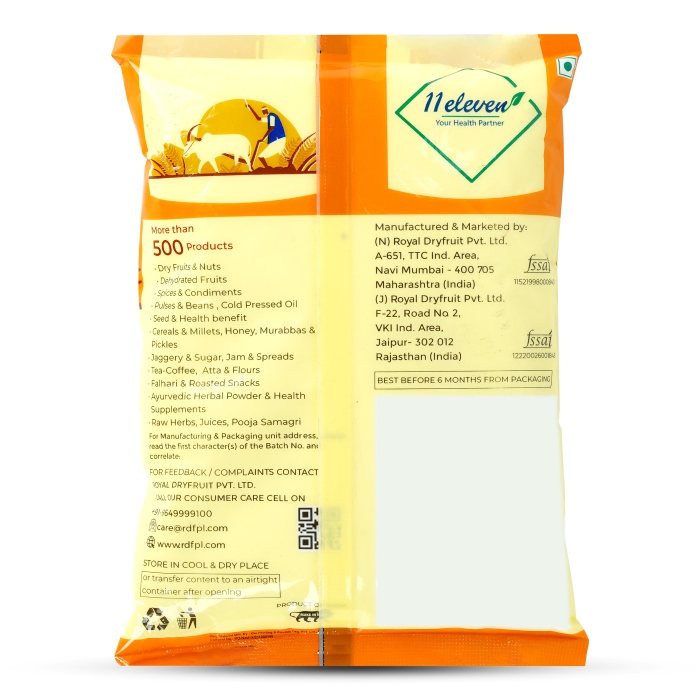 11 eleven
Your Health Partner
More than
500 Products
• Dry Fruits & Nuts
• Dehydrated Fruits
• Spices & Condiments
• Pulses & Beans , Cold Pressed Oil
• Seed & Health benefit
• Cereals & Millets, Honey, Murabbas &
Pickles
• Jaggery & Sugar, Jam & Spreads
• Tea-Coffee, Atta & Flours
• Falhari & Roasted Snacks
• Ayurvedic Herbal Powder & Health
Supplements
• Raw Herbs, Juices, Pooja Samagri
For Manufacturing & Packaging unit address,
read the first character(s) of the Batch No. and
correlate:
FOR FEEDBACK / COMPLAINTS CONTACT
ROYAL DRYFRUIT PVT. LTD.
CALL OUR CONSUMER CARE CELL ON
+91-9649999100
care@rdfpl.com
www.rdfpl.com
STORE IN COOL & DRY PLACE
or transfer content to an airtight
container after opening
PRODUCT O
Manufactured & Marketed by:
(N) Royal Dryfruit Pvt. Ltd.
A-651, TTC Ind. Area,
Navi Mumbai - 400 705
Maharashtra (India)
(J) Royal Dryfruit Pvt. Ltd.
F-22, Road No. 2,
VKI Ind. Area,
Jaipur- 302 012
Rajasthan (India)
fssai
fssai
BEST BEFORE 6 MONTHS FROM PACKAGING